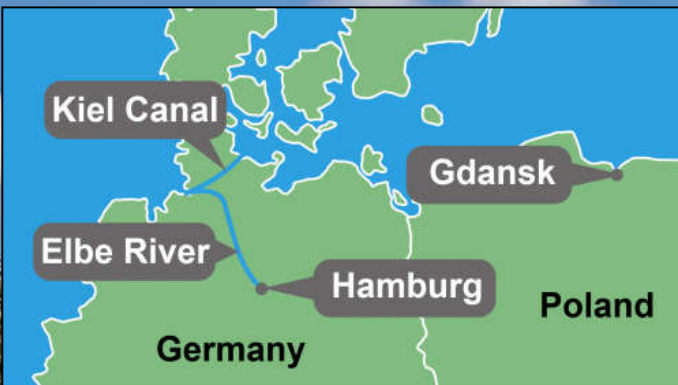 Kiel Canal
Gdansk
Elbe River
Hamburg
Poland
Germany